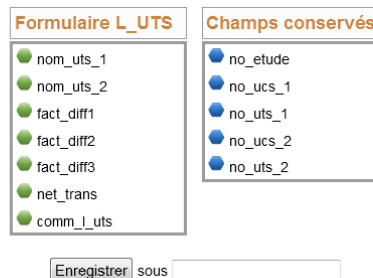 Formulaire L_UTS
nom_uts_1
nom_uts_2
fact_diff1
fact_diff2
fact_diff3
net_trans
comm_l_uts
Champs conservés
no_etude
no_ucs_1
no_uts_1
no_ucs_2
no_uts_2
Enregistrer sous